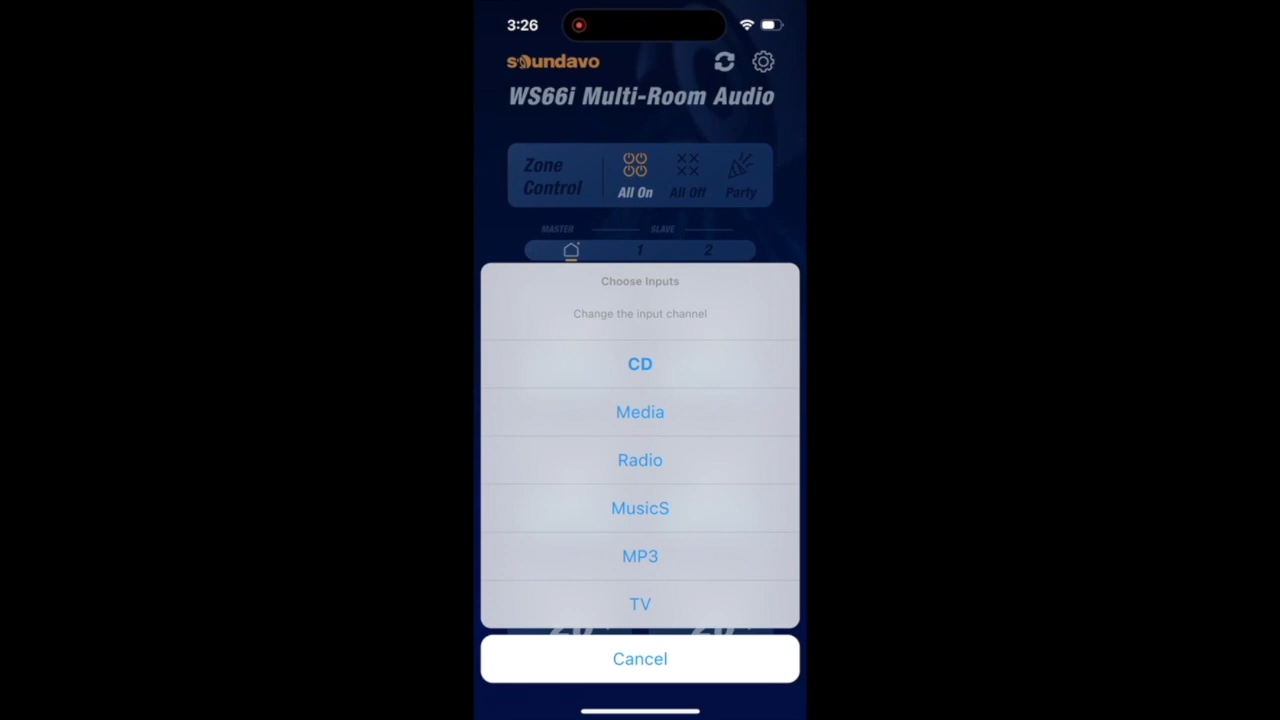 3:26
soundavo
WS66i Multi-Room Audio
Zone
Control
All On
All Off
Party
MASTER
SLAVE
1
2
Choose Inputs
Change the input channel
CD
Media
Radio
MusicS
MP3
TV
Cancel